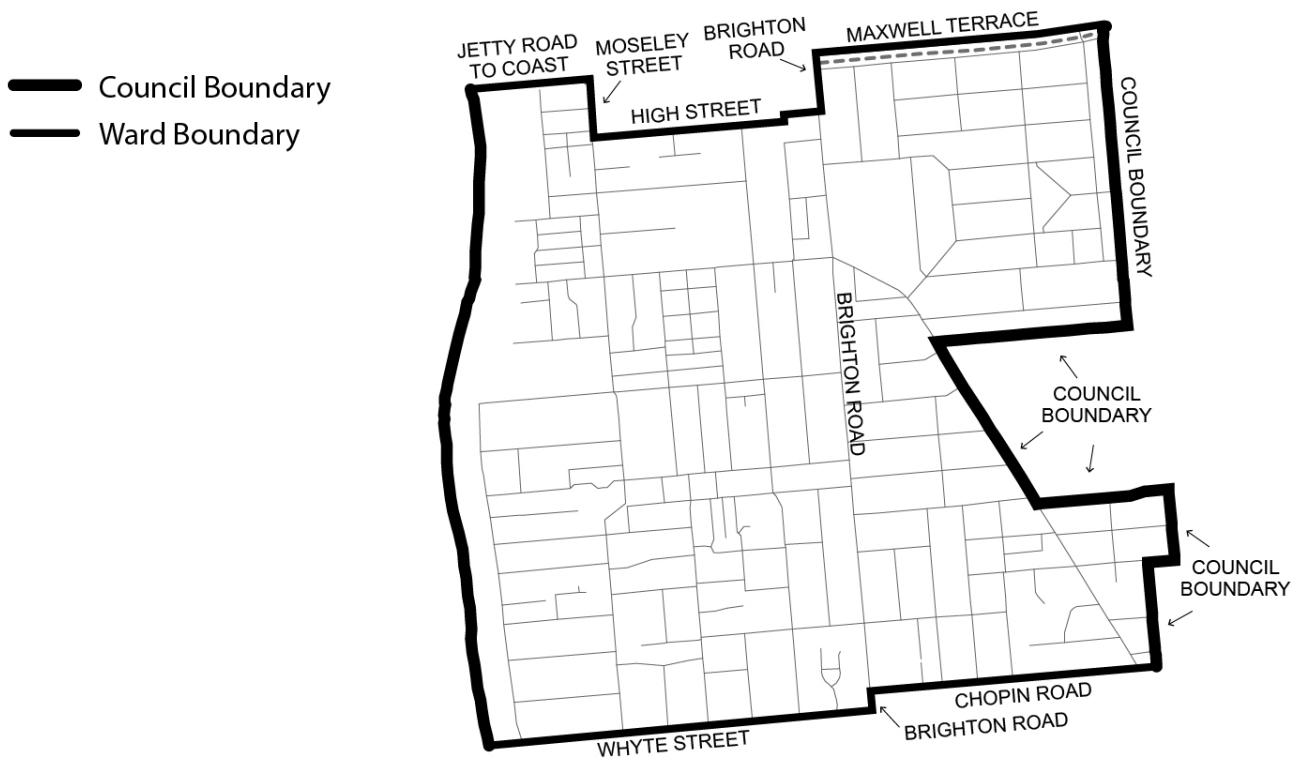 Council Boundary
Ward Boundary
JETTY ROAD
TO COAST
MOSELEY
STREET
BRIGHTON
ROAD
MAXWELL TERRACE
HIGH STREET
COUNCIL BOUNDARY
BRIGHTON ROAD
COUNCIL
BOUNDARY
COUNCIL
BOUNDARY
CHOPIN ROAD
BRIGHTON ROAD
WHYTE STREET